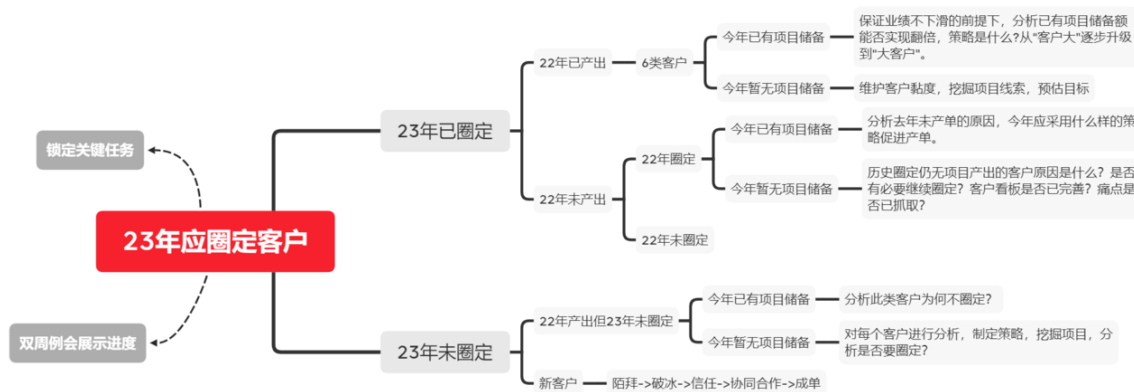 锁定关键任务
23年应圈定客户
双周例会展示进度
23年已圈定
22年已产出
6类客户
今年已有项目储备
保证业绩不下滑的前提下，分析已有项目储备额
能否实现翻倍，策略是什么?从"客户大"逐步升级
到"大客户"。
今年暂无项目储备
维护客户黏度，挖掘项目线索，预估目标
22年未产出
22年圈定
今年已有项目储备
分析去年未产单的原因，今年应采用什么样的策
略促进产单。
今年暂无项目储备
历史圈定仍无项目产出的客户原因是什么？是否
有必要继续圈定？客户看板是否已完善？痛点是
否已抓取？
22年未圈定
23年未圈定
22年产出但23年未圈定
今年已有项目储备
分析此类客户为何不圈定？
今年暂无项目储备
对每个客户进行分析，制定策略，挖掘项目，分
析是否要圈定？
新客户
陌拜->破冰->信任->协同合作->成单